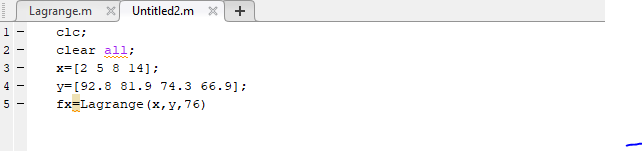 Lagrange.m × Untitled2.m × +
1 - clc;
2 - clear all;
3 - x=[2 5 8 14];
4 - y=[92.8 81.9 74.3 66.9];
5 - fx=Lagrange(x,y,76)